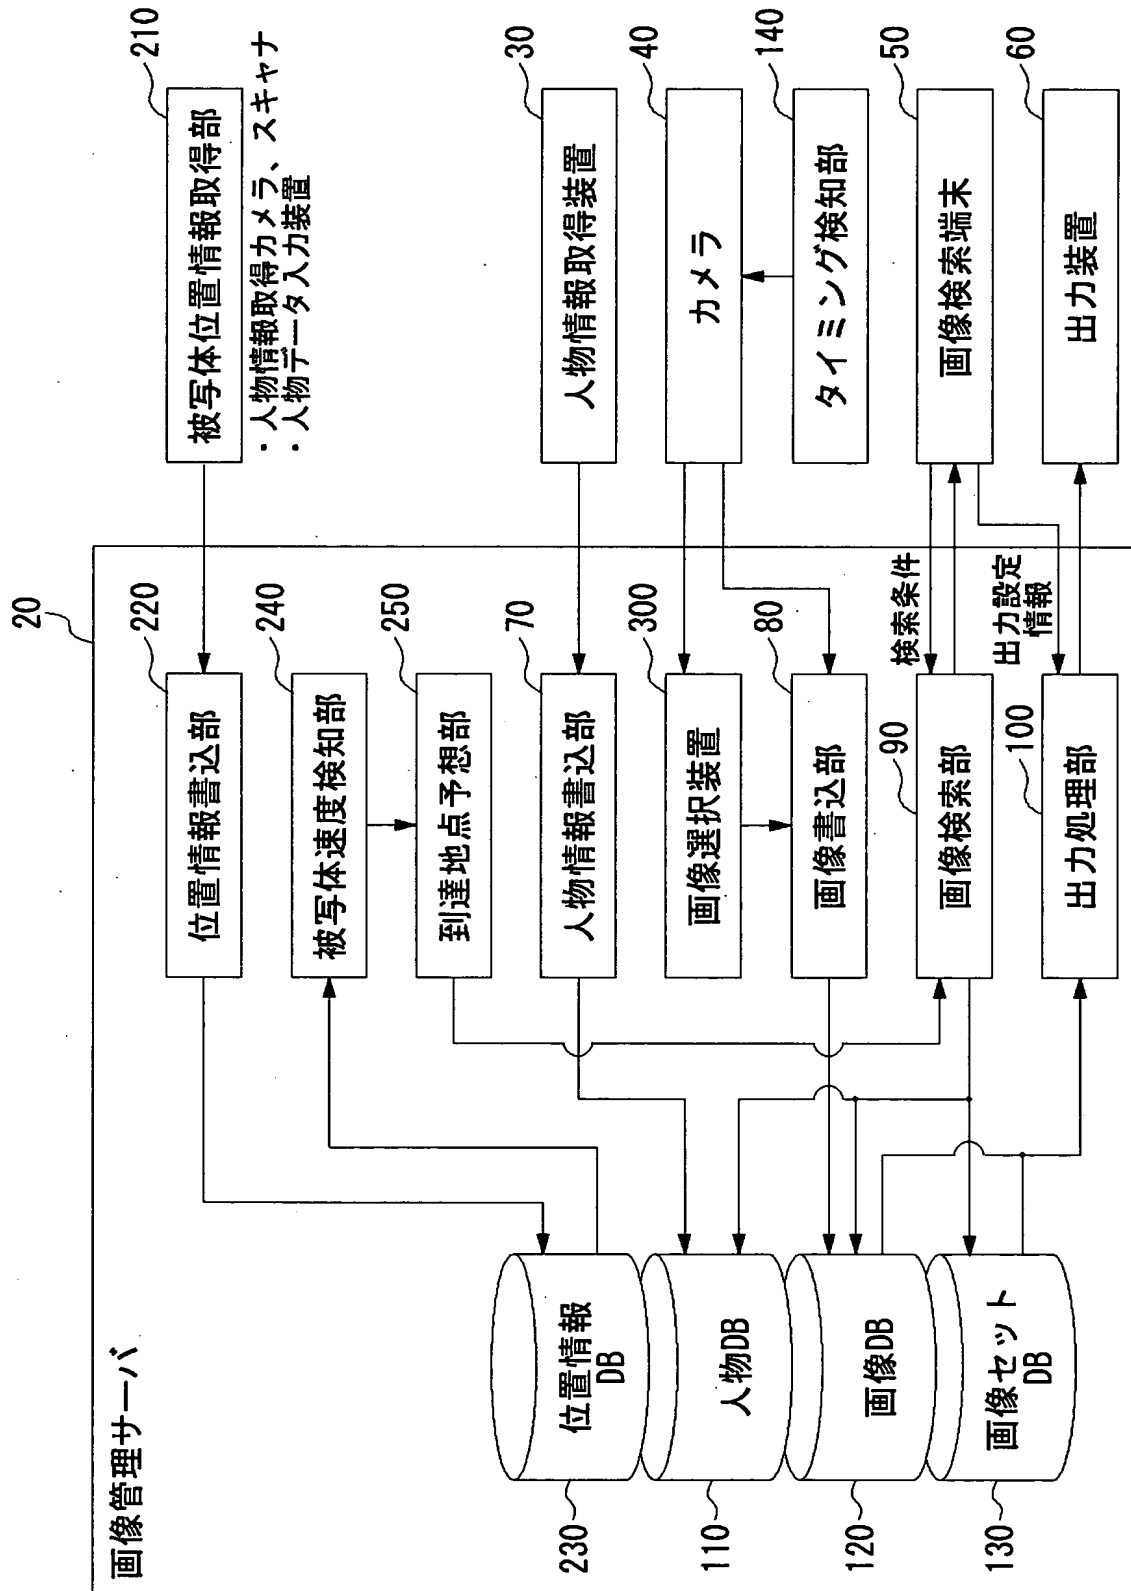 画像管理サーバ
20
位置情報
DB
230
人物DB
110
画像DB
120
画像セット
DB
130
220
位置情報書込部
240
被写体速度検知部
250
到達地点予想部
70
人物情報書込部
300
画像選択装置
80
画像書込部
90
画像検索部
100
出力処理部
検索条件
出力設定
情報
210
被写体位置情報取得部
・人物情報取得カメラ、スキャナ
・人物データ入力装置
30
人物情報取得装置
40
カメラ
140
タイミング検知部
50
画像検索端末
60
出力装置